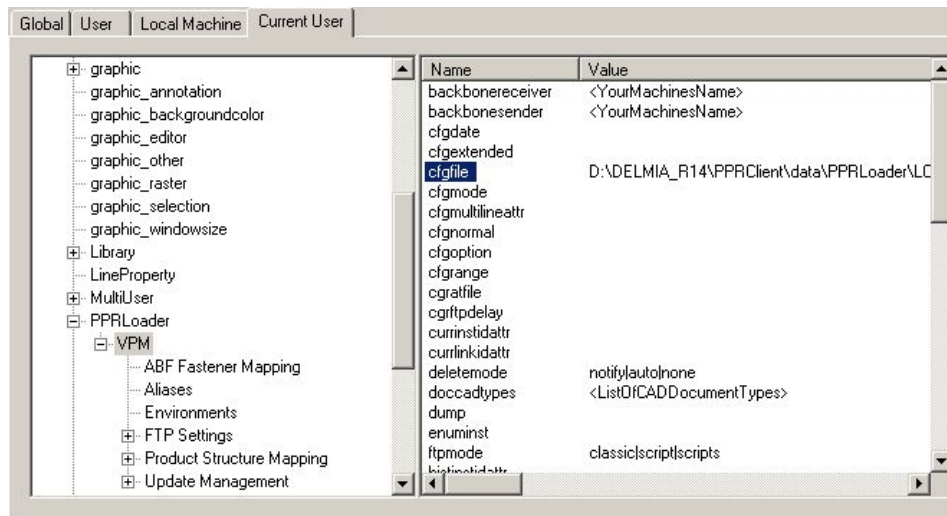 Global User Local Machine Current User
graphic
graphic_annotation
graphic_backgroundcolor
graphic_editor
graphic_other
graphic_raster
graphic_selection
graphic_windowsize
Library
LineProperty
MultiUser
PPRLoader
VPM
ABF Fastener Mapping
Aliases
Environments
FTP Settings
Product Structure Mapping
Update Management
Name Value
backbonereceiver <YourMachinesName>
backbonesender <YourMachinesName>
cfgdate
cfgextended
cfgfile D:\DELMIA_R14\PPRClient\data\PPRLoader\LC
cfgmode
cfgmultilineattr
cfgnormal
cfgoption
cfgrange
cgratfile
cgrftpdelay
currinstidattr
currlinkidattr
deletemode notify|auto|none
doccadtypes <ListOfCADDocumentTypes>
dump
enuminst
ftpmode classic|script|scripts